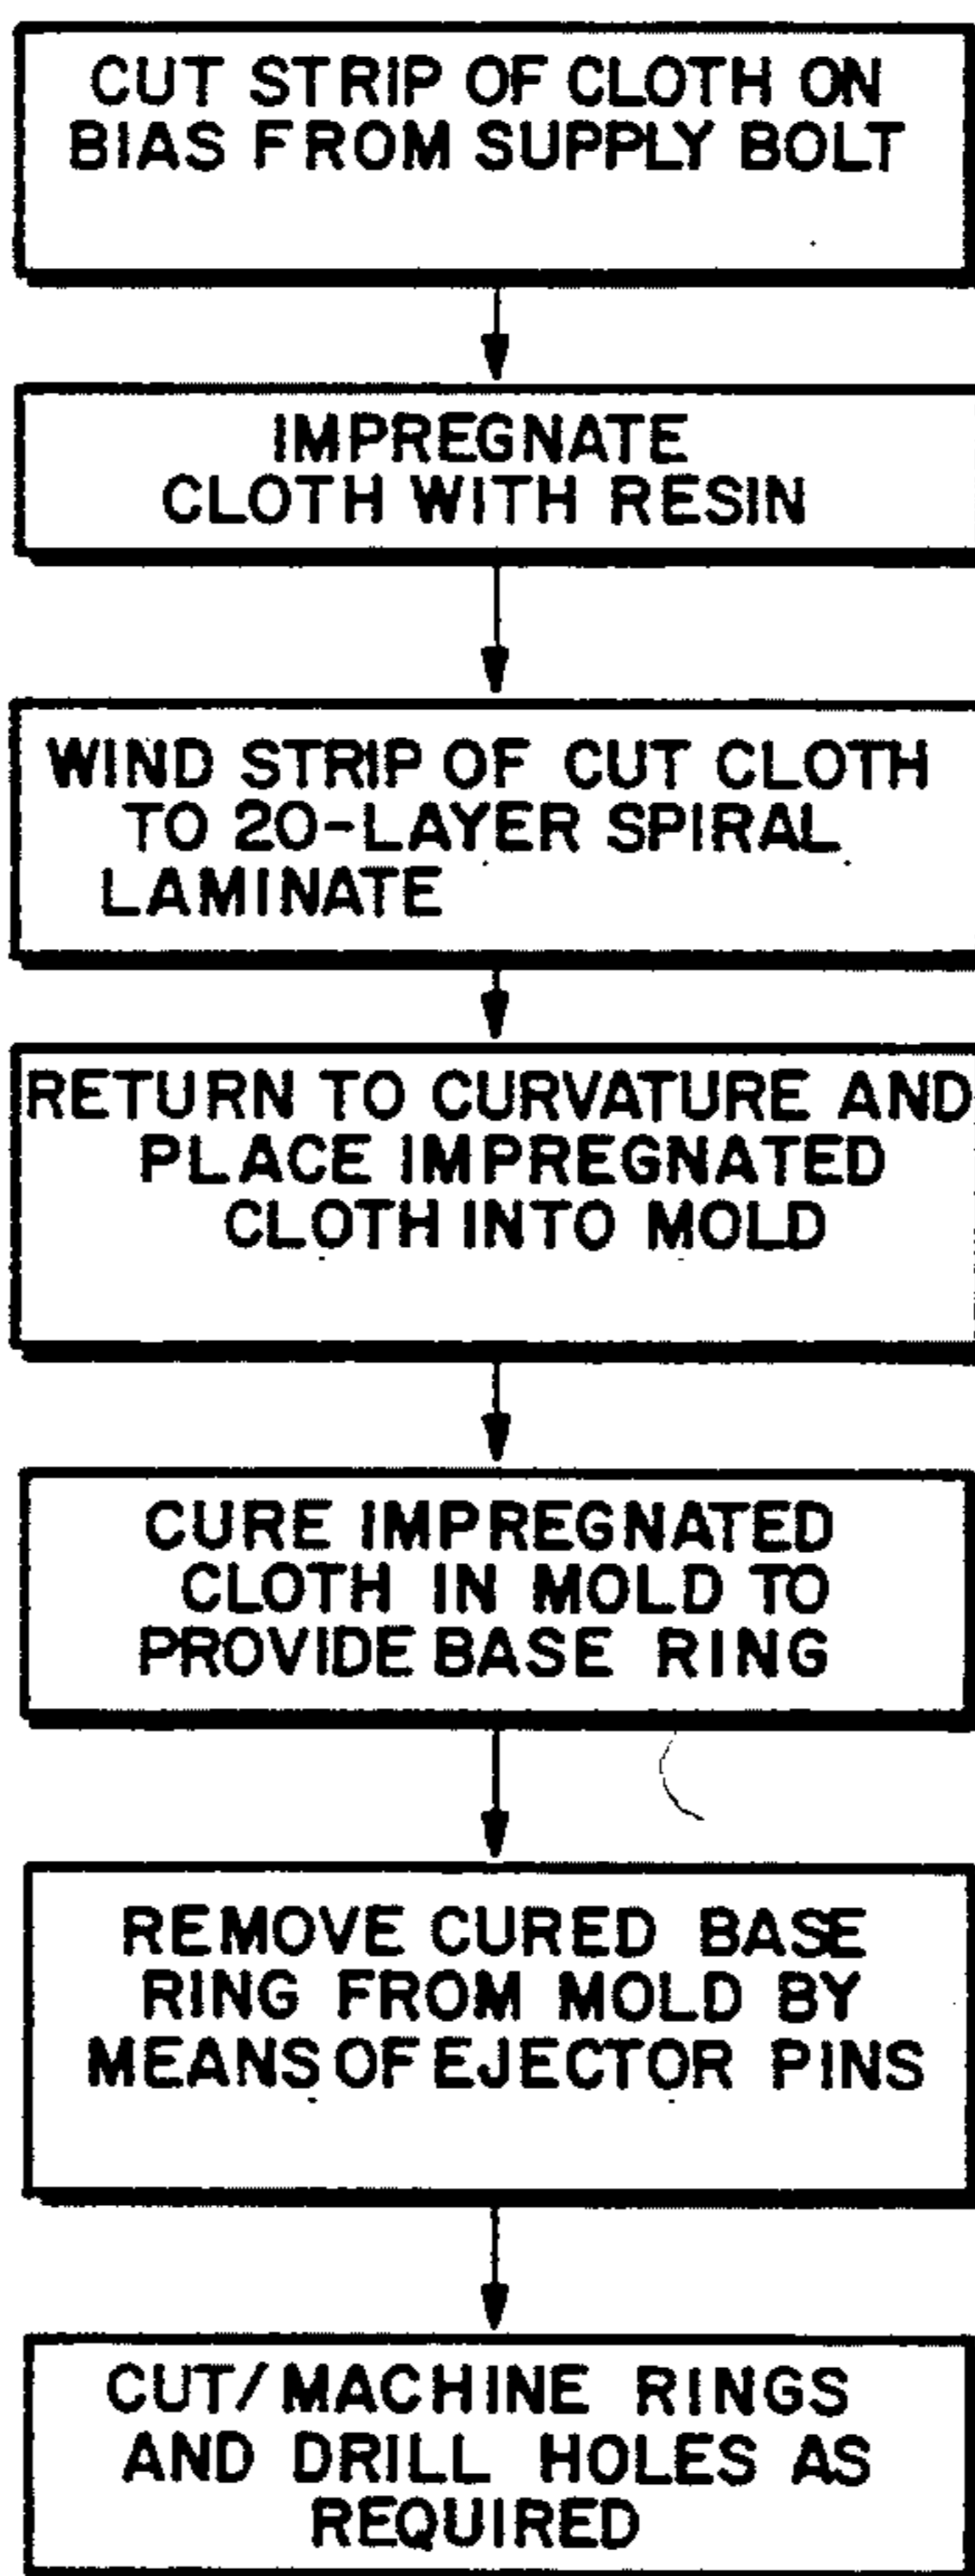 CUT STRIP OF CLOTH ON
BIAS FROM SUPPLY BOLT
IMPREGNATE
CLOTH WITH RESIN
WIND STRIP OF CUT CLOTH
TO 20-LAYER SPIRAL
LAMINATE
RETURN TO CURVATURE AND
PLACE IMPREGNATED
CLOTH INTO MOLD
CURE IMPREGNATED
CLOTH IN MOLD TO
PROVIDE BASE RING
REMOVE CURED BASE
RING FROM MOLD BY
MEANS OF EJECTOR PINS
CUT/MACHINE RINGS
AND DRILL HOLES AS
REQUIRED